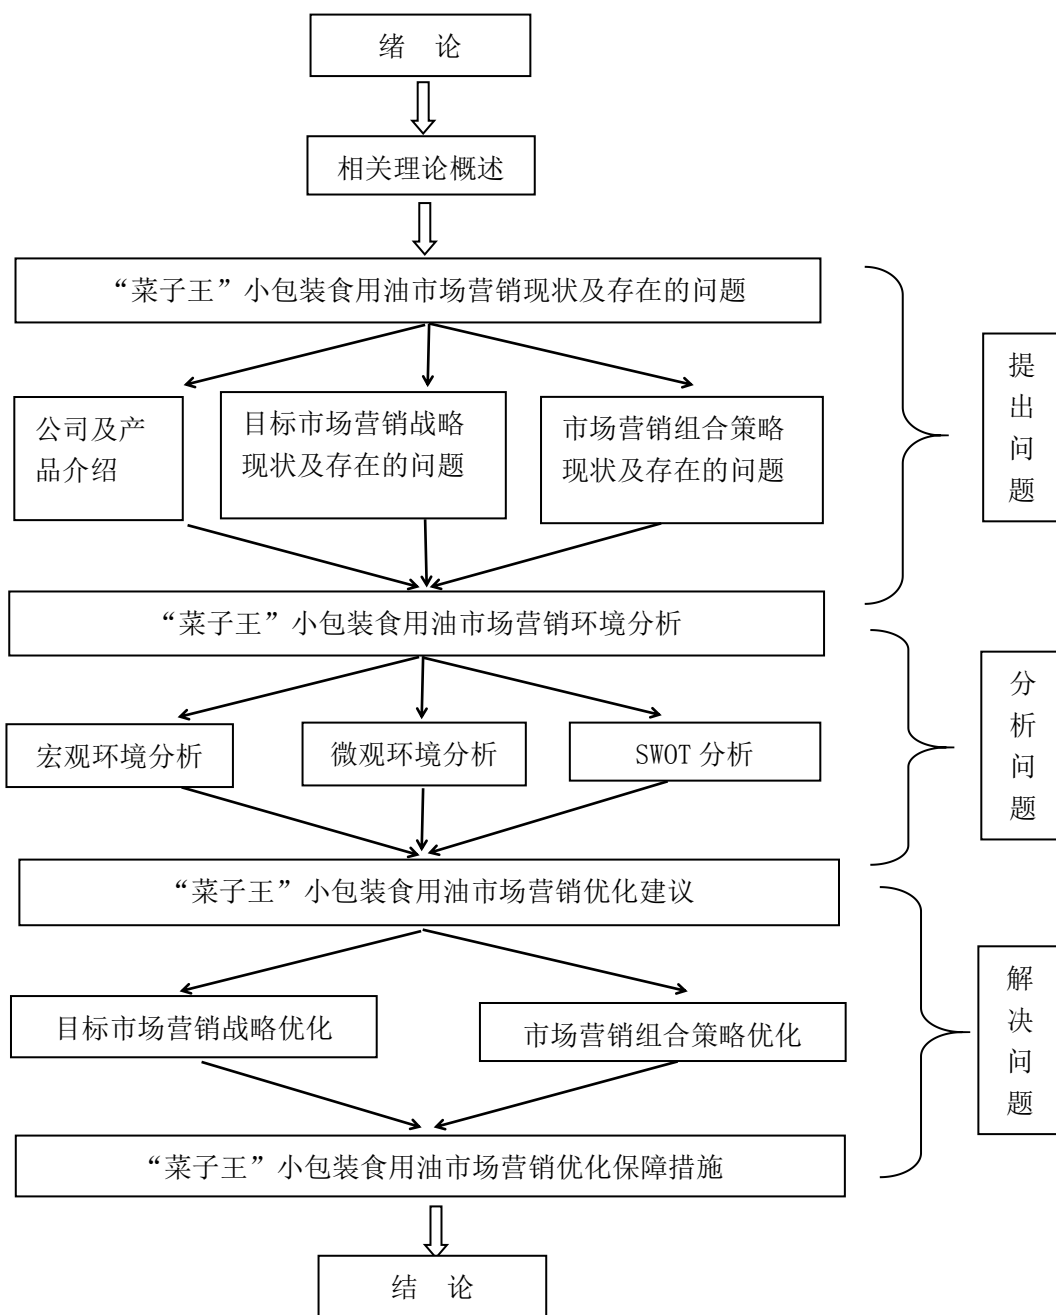 绪 论
相关理论概述
“菜子王”小包装食用油市场营销现状及存在的问题
公司及产
品介绍
目标市场营销战略
现状及存在的问题
市场营销组合策略
现状及存在的问题
提
出
问
题
“菜子王”小包装食用油市场营销环境分析
宏观环境分析
微观环境分析
SWOT 分析
分
析
问
题
“菜子王”小包装食用油市场营销优化建议
目标市场营销战略优化
市场营销组合策略优化
解
决
问
题
“菜子王”小包装食用油市场营销优化保障措施
结 论